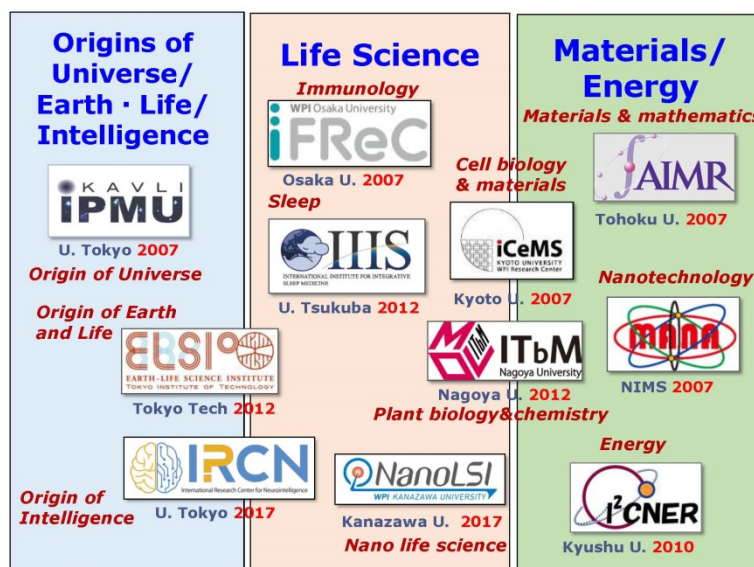 Origins of
Universe/
Earth · Life/
Intelligence
KAVLI
iPMU
U. Tokyo 2007
Origin of Universe
Origin of Earth
and Life
ELSI
EARTH-LIFE SCIENCE INSTITUTE
TOKYO INSTITUTE OF TECHNOLOGY
Tokyo Tech 2012
IRCN
International Research Center for Neurointelligence
Origin of
Intelligence
U. Tokyo 2017
Life Science
Immunology
WPI Osaka University
iFReC
Osaka U. 2007
Sleep
IIIS
INTERNATIONAL INSTITUTE FOR INTEGRATIVE
SLEEP MEDICINE
U. Tsukuba 2012
Cell biology
& materials
iCeMS
KYOTO UNIVERSITY
WPI Research Center
Kyoto U. 2007
ITbM
ITbM
Nagoya University
Nagoya U. 2012
Plant biology&chemistry
NanoLSI
WPI KANAZAWA UNIVERSITY
Kanazawa U. 2017
Nano life science
Materials/
Energy
Materials & mathematics
AIMR
Tohoku U. 2007
Nanotechnology
MANA
NIMS 2007
Energy
I²CNER
Kyushu U. 2010